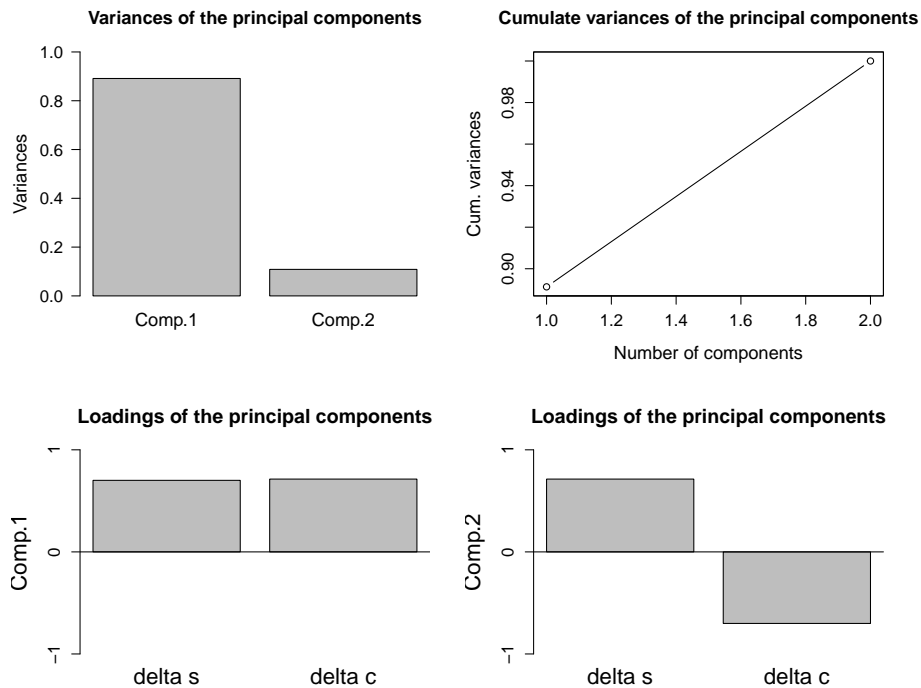 Variances of the principal components
Variances
1.0
0.8
0.6
0.4
0.2
0.0
Comp.1 Comp.2
Cumulate variances of the principal components
Cum. variances
0.98
0.94
0.90
1.0 1.2 1.4 1.6 1.8 2.0
Number of components
Loadings of the principal components
Comp.1
1
0
−1
delta s delta c
Loadings of the principal components
Comp.2
1
0
−1
delta s delta c